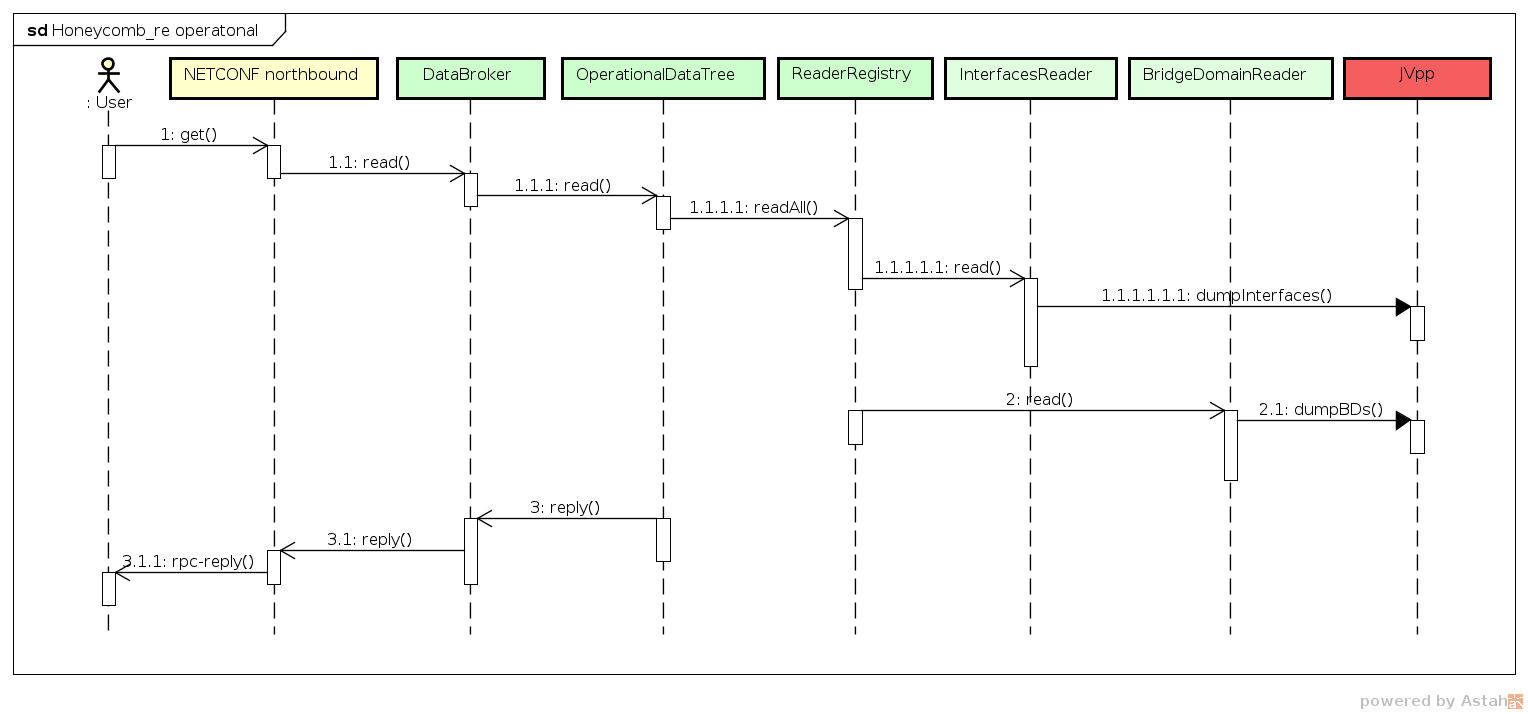 sd Honeycomb_re operatonal
: User
NETCONF northbound
DataBroker
OperationalDataTree
ReaderRegistry
InterfacesReader
BridgeDomainReader
JVpp
1: get()
1.1: read()
1.1.1: read()
1.1.1.1: readAll()
1.1.1.1.1: read()
1.1.1.1.1.1: dumpInterfaces()
2: read()
2.1: dumpBDs()
3: reply()
3.1: reply()
3.1.1: rpc-reply()
powered by Astah